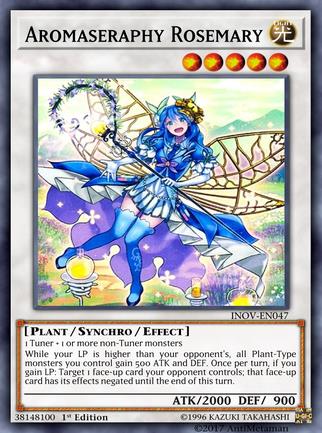 AROMASERAPHY ROSEMARY
LIGHT
光
INOV-EN047
[PLANT / SYNCHRO / EFFECT]
1 Tuner + 1 or more non-Tuner monsters
While your LP is higher than your opponent's, all Plant-Type
monsters you control gain 500 ATK and DEF. Once per turn, if you
gain LP: Target 1 face-up card your opponent controls; that face-up
card has its effects negated until the end of this turn.
ATK/2000 DEF/ 900
38148100 1st Edition ©1996 KAZUKI TAKAHASHI
©2017 AntiMetaman